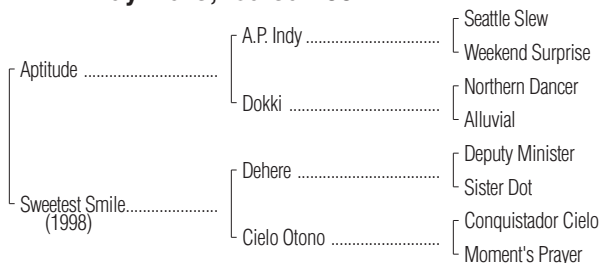 Seattle Slew
A.P. Indy ........................................
Weekend Surprise
Aptitude ........................................
Northern Dancer
Dokki ............................................
Alluvial
Deputy Minister
Dehere ..........................................
Sister Dot
Sweetest Smile...........................
(1998)
Conquistador Cielo
Cielo Otono ................................
Moment's Prayer